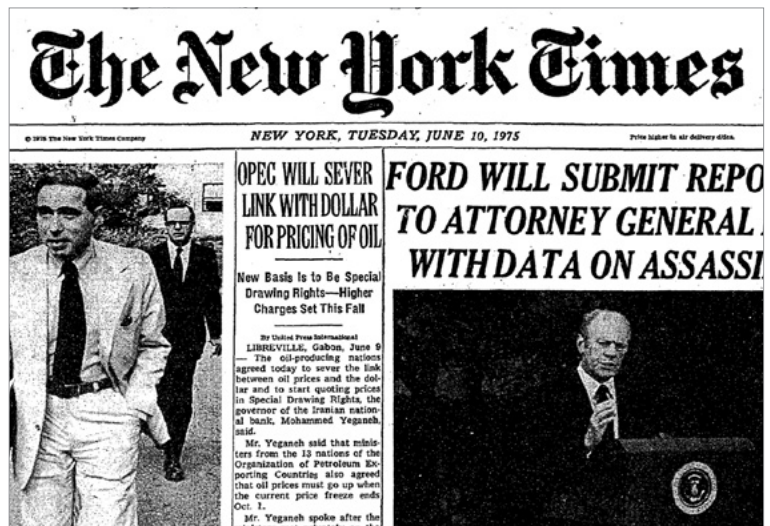 The New York Times
© 1975 The New York Times Company
NEW YORK, TUESDAY, JUNE 10, 1975
Price higher in air delivery cities.
OPEC WILL SEVER
LINK WITH DOLLAR
FOR PRICING OF OIL
New Basis Is to Be Special
Drawing Rights—Higher
Charges Set This Fall
By United Press International
LIBREVILLE, Gabon, June 9
— The oil-producing nations
agreed today to sever the link
between oil prices and the dol-
lar and to start quoting prices
in Special Drawing Rights, the
governor of the Iranian nation-
al bank, Mohammed Yeganeh,
said.
Mr. Yeganeh said that minis-
ters from the 13 nations of the
Organization of Petroleum Ex-
porting Countries also agreed
that oil prices must go up when
the current price freeze ends
Oct. 1.
Mr. Yeganeh spoke after the
FORD WILL SUBMIT REPO
TO ATTORNEY GENERAL
WITH DATA ON ASSASSI